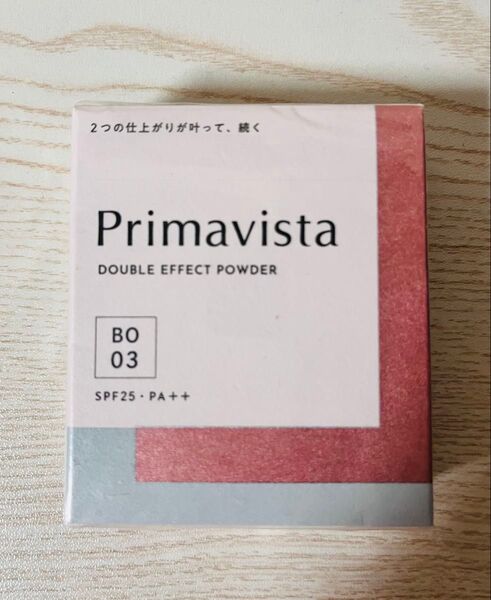 2つの仕上がりが叶って、続く
Primavista
DOUBLE EFFECT POWDER
BO
03
SPF25・PA++